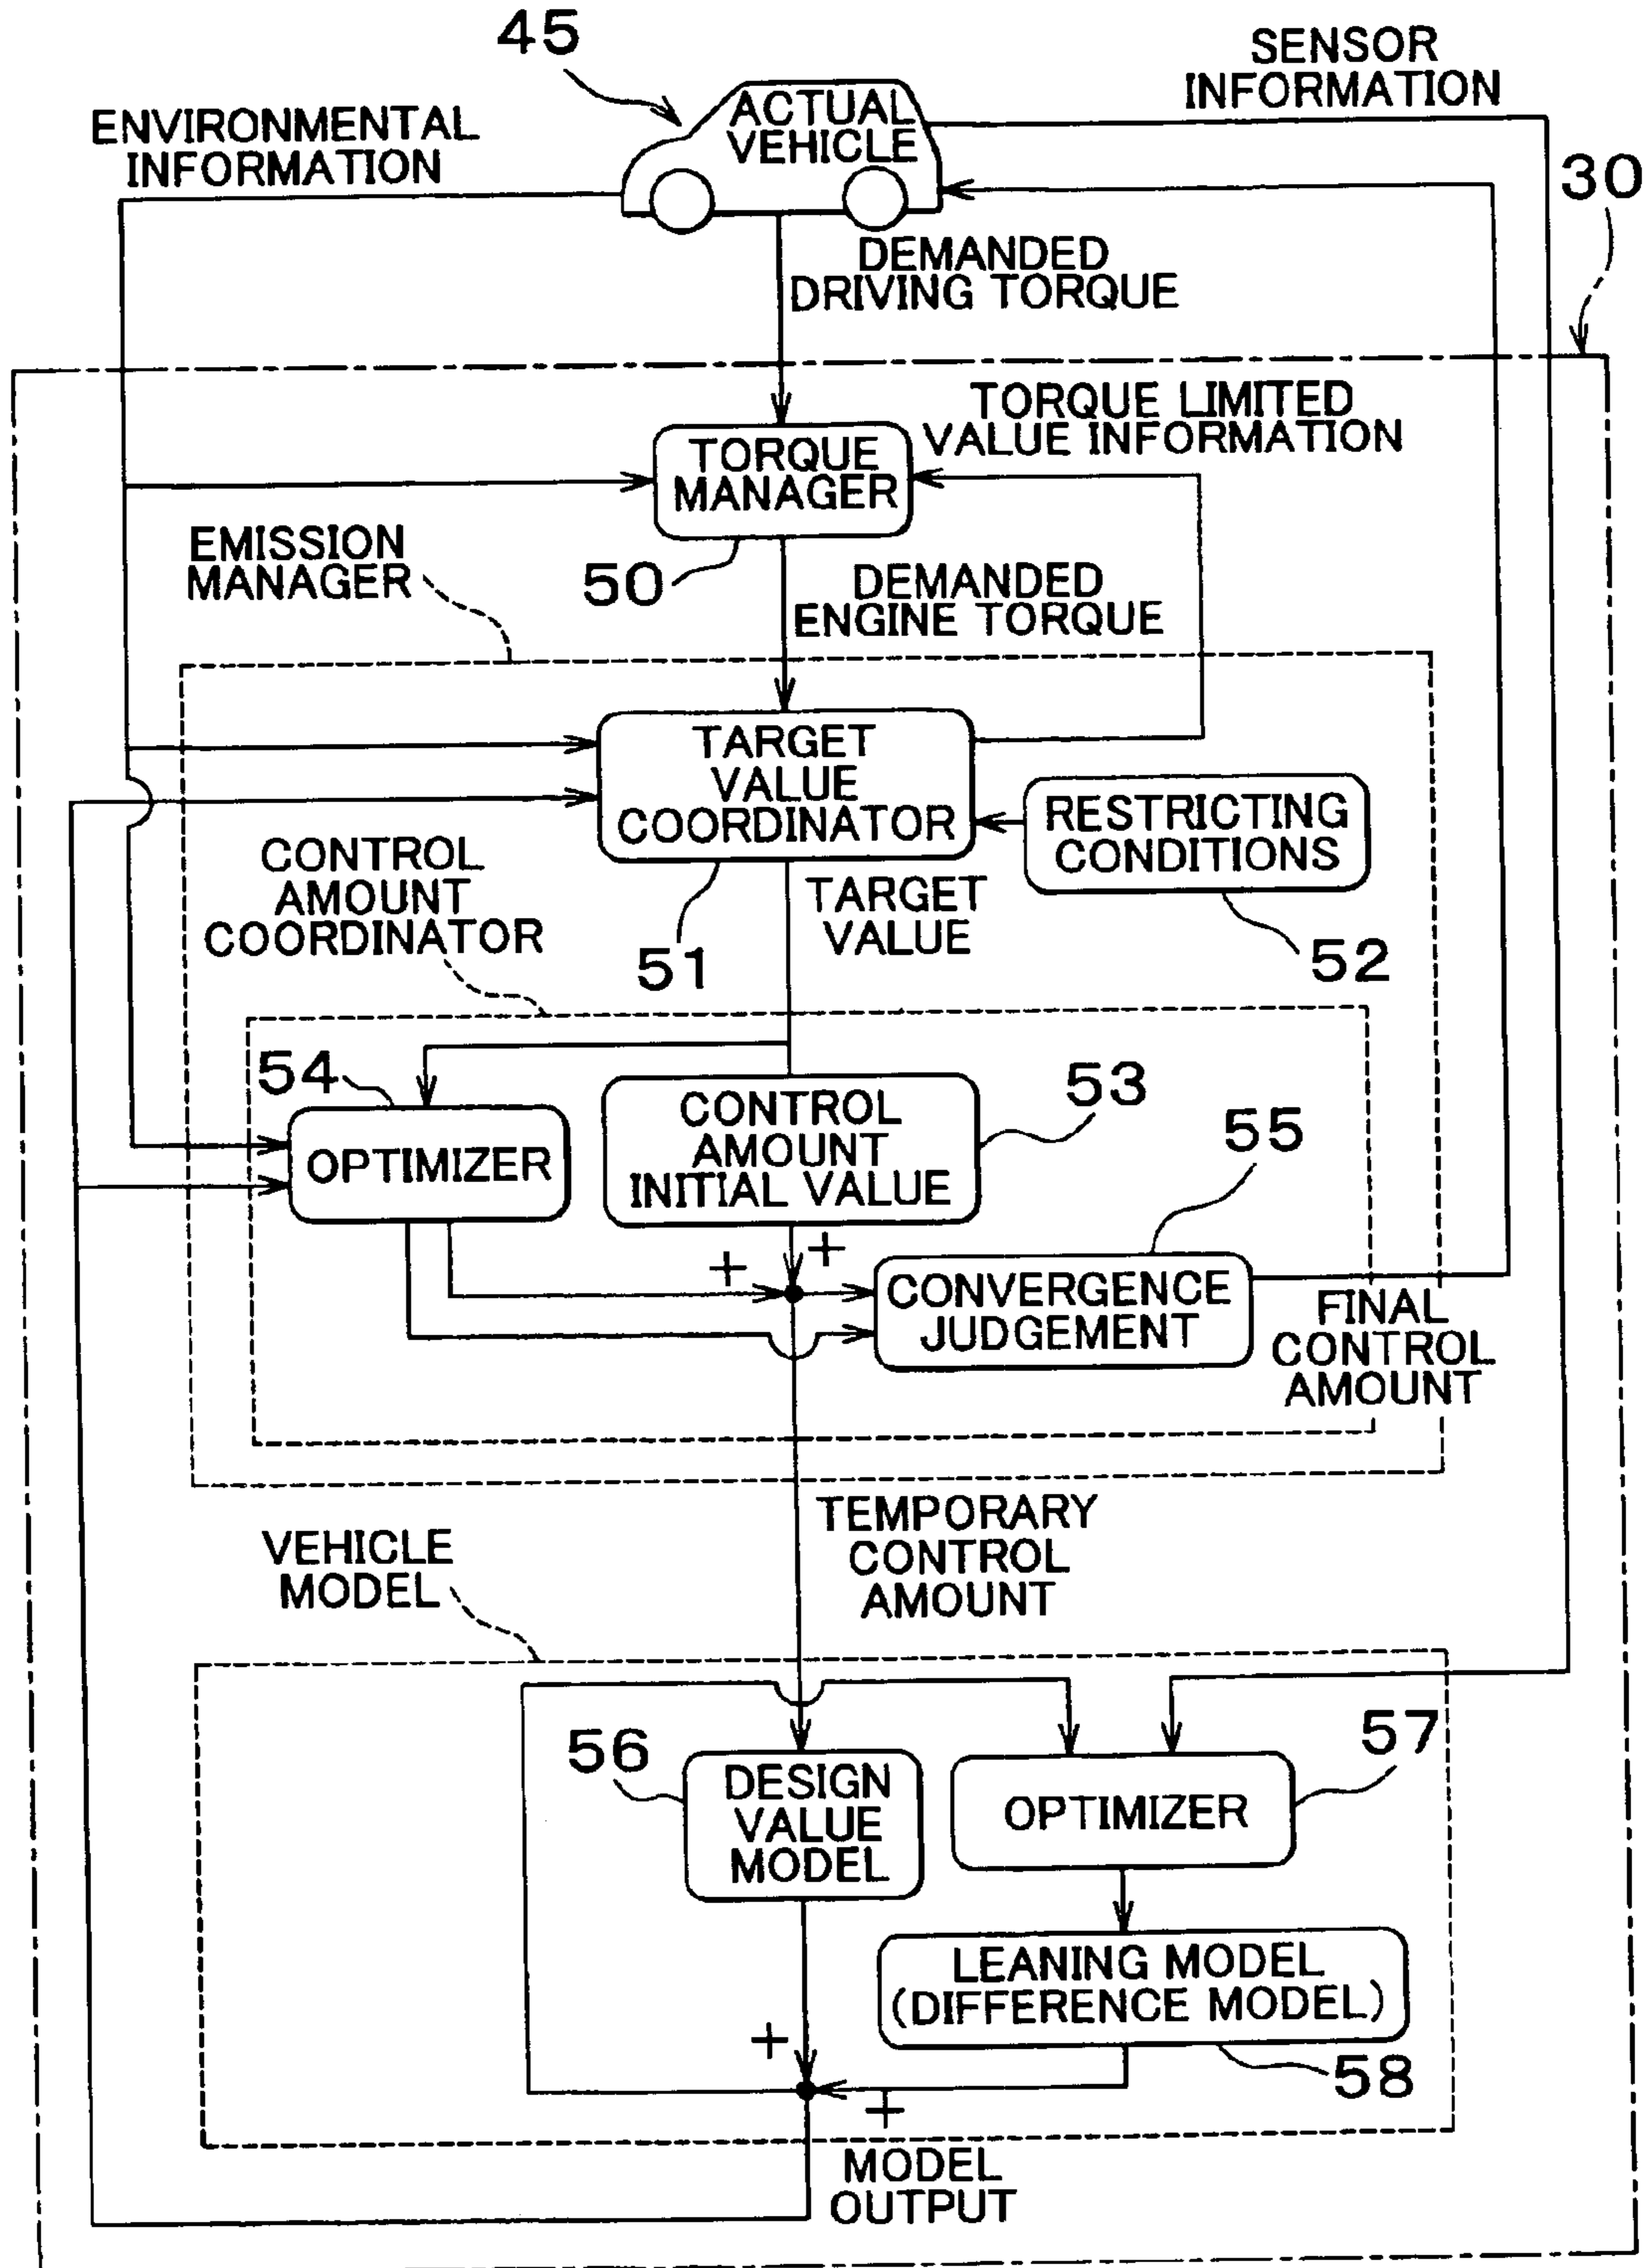 45
SENSOR
INFORMATION
ACTUAL
VEHICLE
ENVIRONMENTAL
INFORMATION
30
DEMANDED
DRIVING TORQUE
TORQUE LIMITED
VALUE INFORMATION
TORQUE
MANAGER
EMISSION
MANAGER
50
DEMANDED
ENGINE TORQUE
TARGET
VALUE
COORDINATOR
RESTRICTING
CONDITIONS
CONTROL
AMOUNT
COORDINATOR
51
TARGET
VALUE
52
54
OPTIMIZER
CONTROL
AMOUNT
INITIAL VALUE
53
55
+
+
CONVERGENCE
JUDGEMENT
FINAL
CONTROL
AMOUNT
TEMPORARY
CONTROL
AMOUNT
VEHICLE
MODEL
56
DESIGN
VALUE
MODEL
57
OPTIMIZER
LEANING MODEL
(DIFFERENCE MODEL)
58
+
+
MODEL
OUTPUT